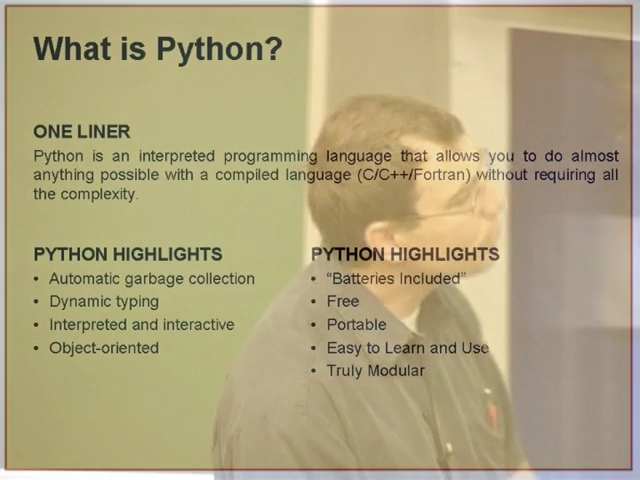 What is Python?
ONE LINER
Python is an interpreted programming language that allows you to do almost
anything possible with a compiled language (C/C++/Fortran) without requiring all
the complexity.
PYTHON HIGHLIGHTS
• Automatic garbage collection
• Dynamic typing
• Interpreted and interactive
• Object-oriented
PYTHON HIGHLIGHTS
• “Batteries Included”
• Free
• Portable
• Easy to Learn and Use
• Truly Modular